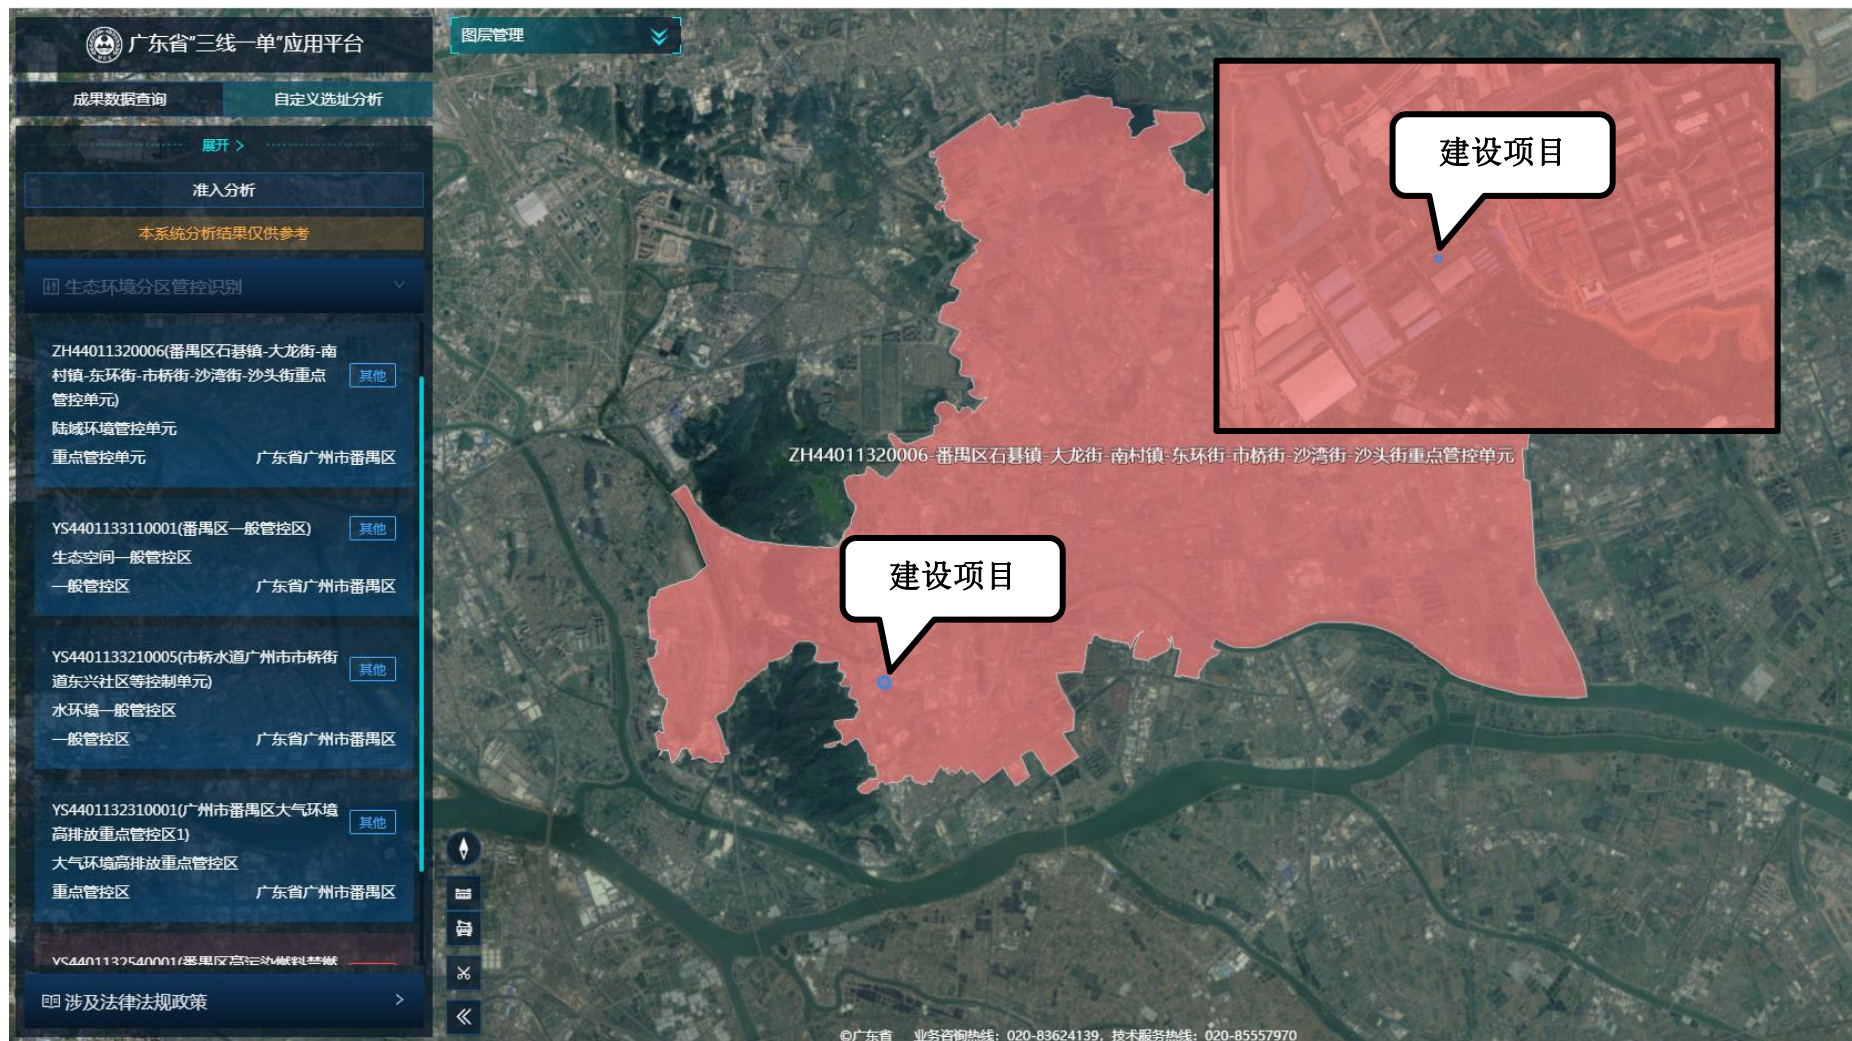 广东省"三线一单"应用平台
成果数据查询
自定义选址分析
展开 >
准入分析
本系统分析结果仅供参考
生态环境分区管控识别
ZH44011320006(番禺区石碁镇-大龙街-南
村镇-东环街-市桥街-沙湾街-沙头街重点
管控单元)
其他
陆域环境管控单元
重点管控单元 广东省广州市番禺区
YS4401133110001(番禺区一般管控区)
其他
生态空间一般管控区
一般管控区 广东省广州市番禺区
YS4401133210005(市桥水道广州市市桥街
道东兴社区等控制单元)
其他
水环境一般管控区
一般管控区 广东省广州市番禺区
YS4401132310001(广州市番禺区大气环境
高排放重点管控区1)
其他
大气环境高排放重点管控区
重点管控区 广东省广州市番禺区
YS4401132540001(番禺区高污染燃料禁燃
涉及法律法规政策 >
图层管理
建设项目
ZH44011320006-番禺区石碁镇-大龙街-南村镇-东环街-市桥街-沙湾街-沙头街重点管控单元
建设项目
©广东省 业务咨询热线：020-83624139，技术服务热线：020-85557970